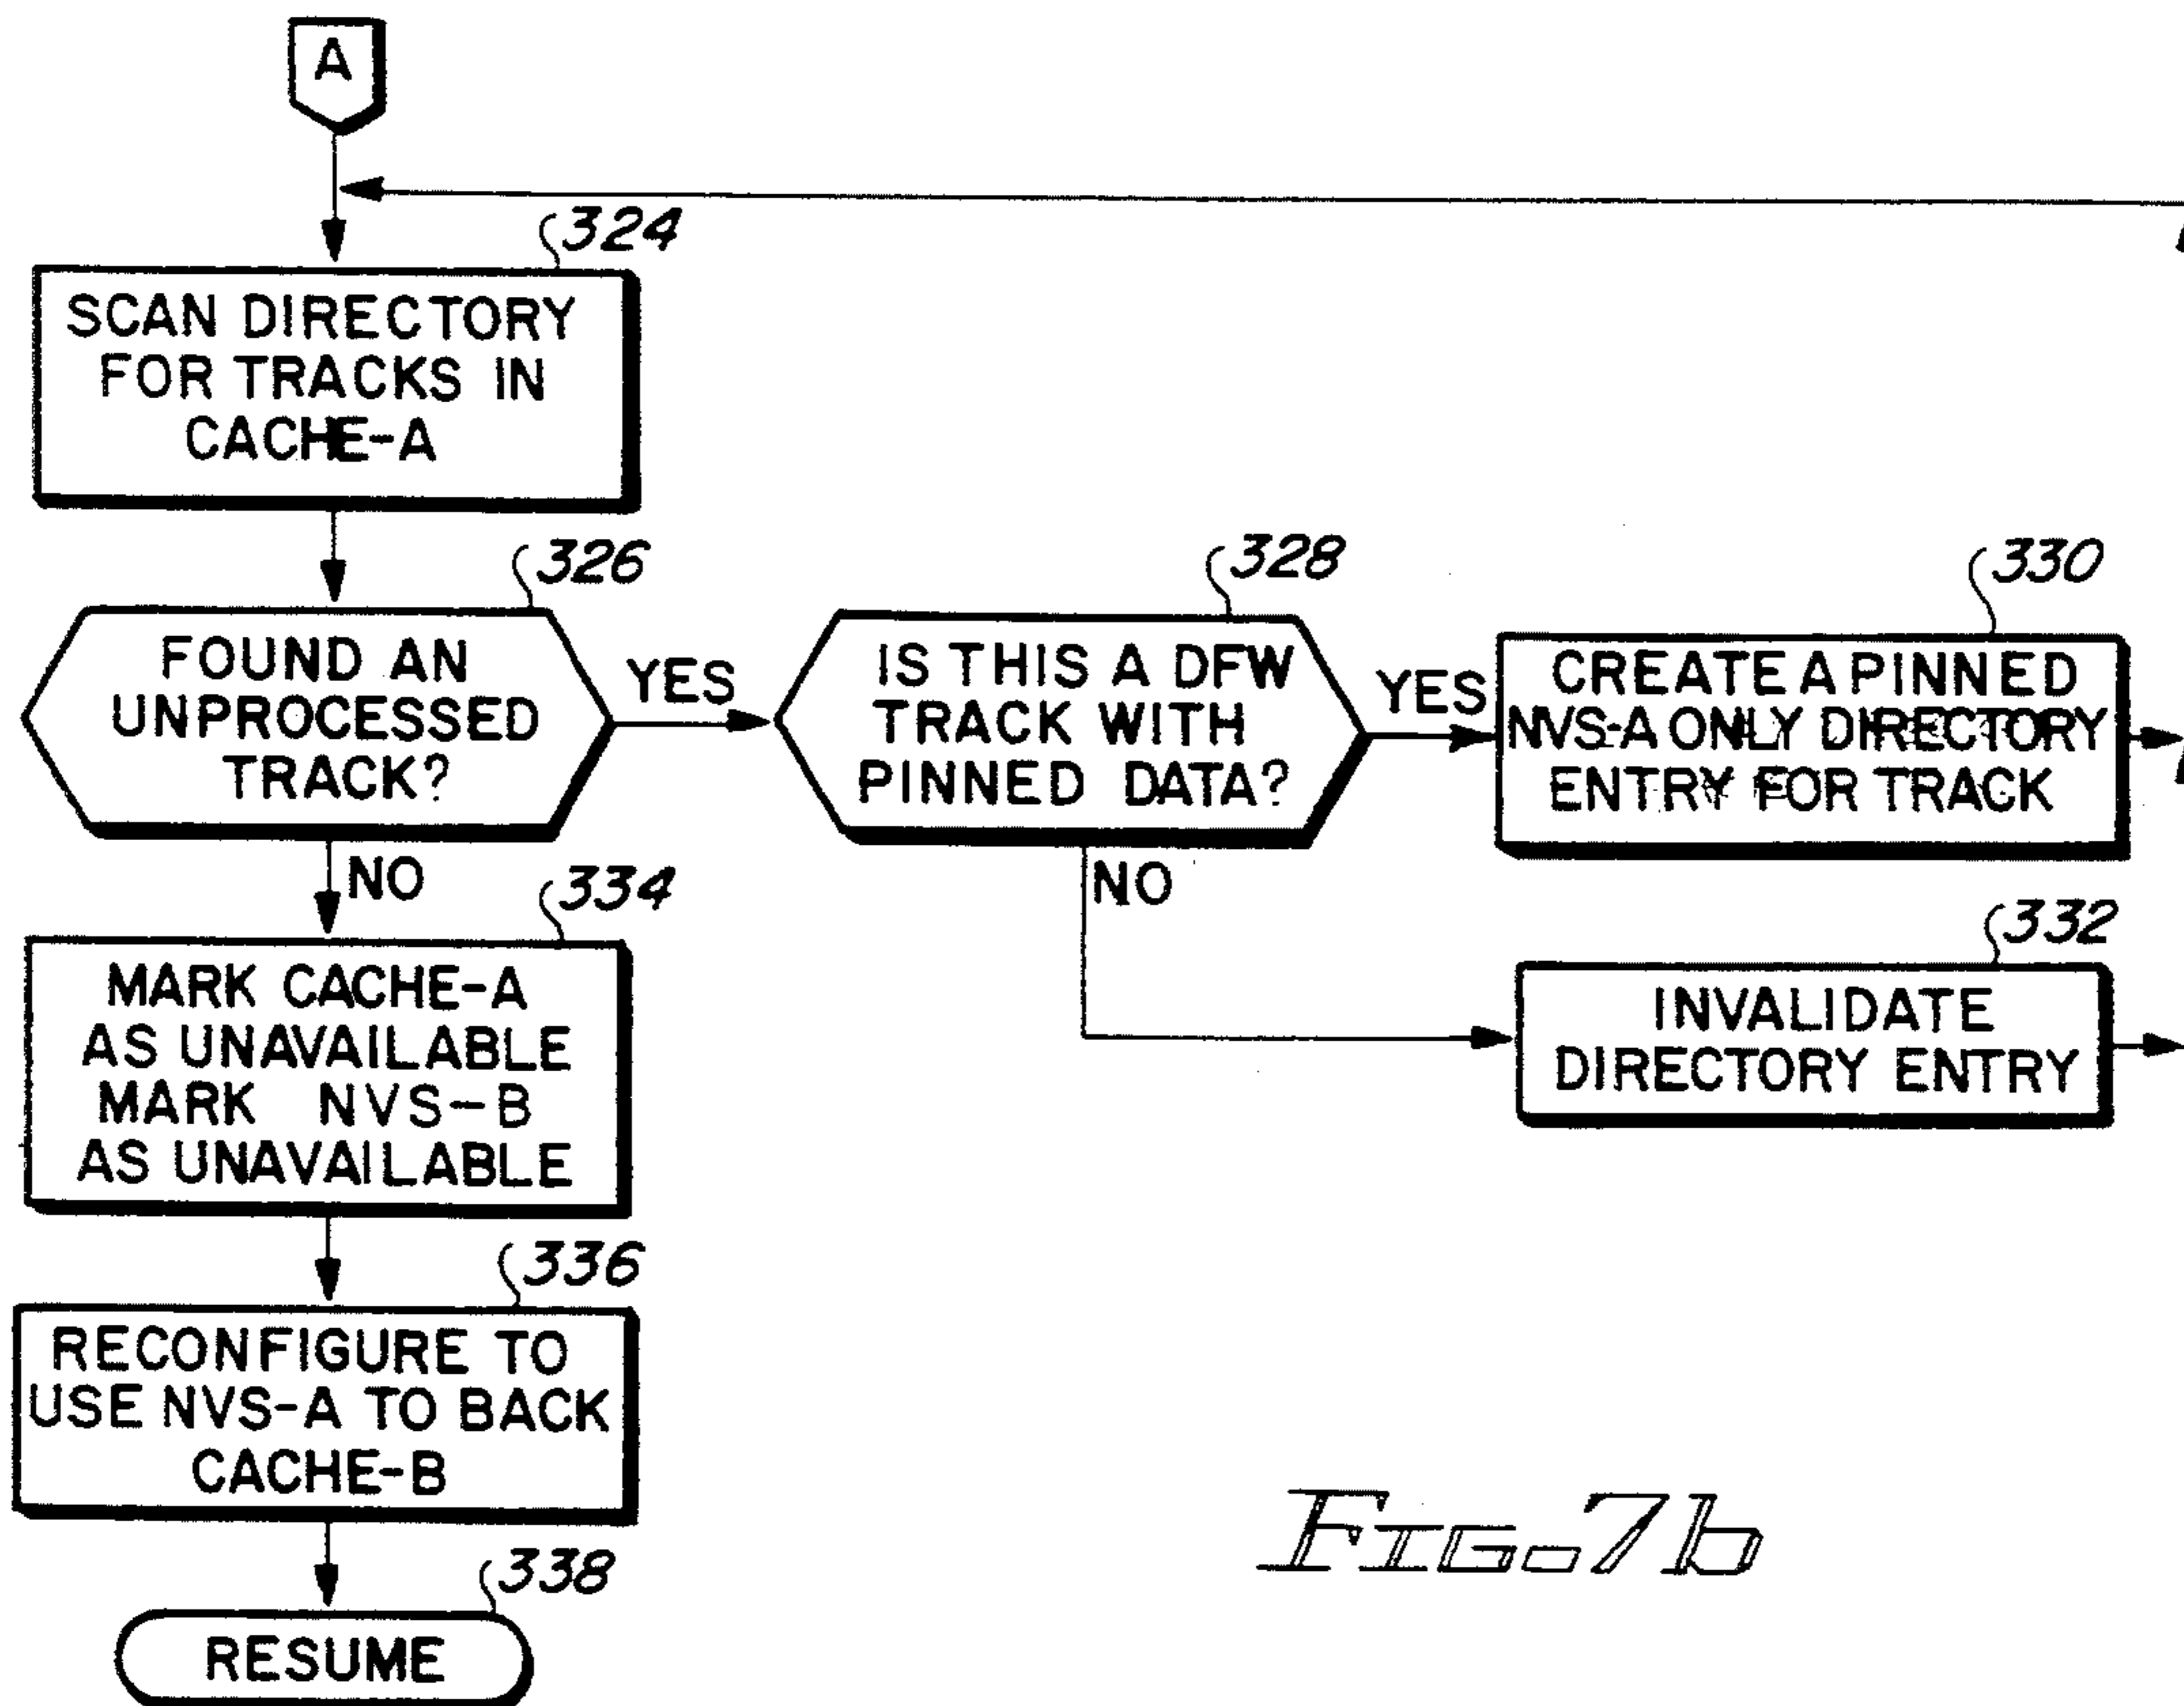 A
324
SCAN DIRECTORY
FOR TRACKS IN
CACHE-A
326
FOUND AN
UNPROCESSED
TRACK?
YES
328
IS THIS A DFW
TRACK WITH
PINNED DATA?
YES
330
CREATE A PINNED
NVS-A ONLY DIRECTORY
ENTRY FOR TRACK
NO
NO
332
INVALIDATE
DIRECTORY ENTRY
334
MARK CACHE-A
AS UNAVAILABLE
MARK NVS-B
AS UNAVAILABLE
336
RECONFIGURE TO
USE NVS-A TO BACK
CACHE-B
338
RESUME
FIG. 7b